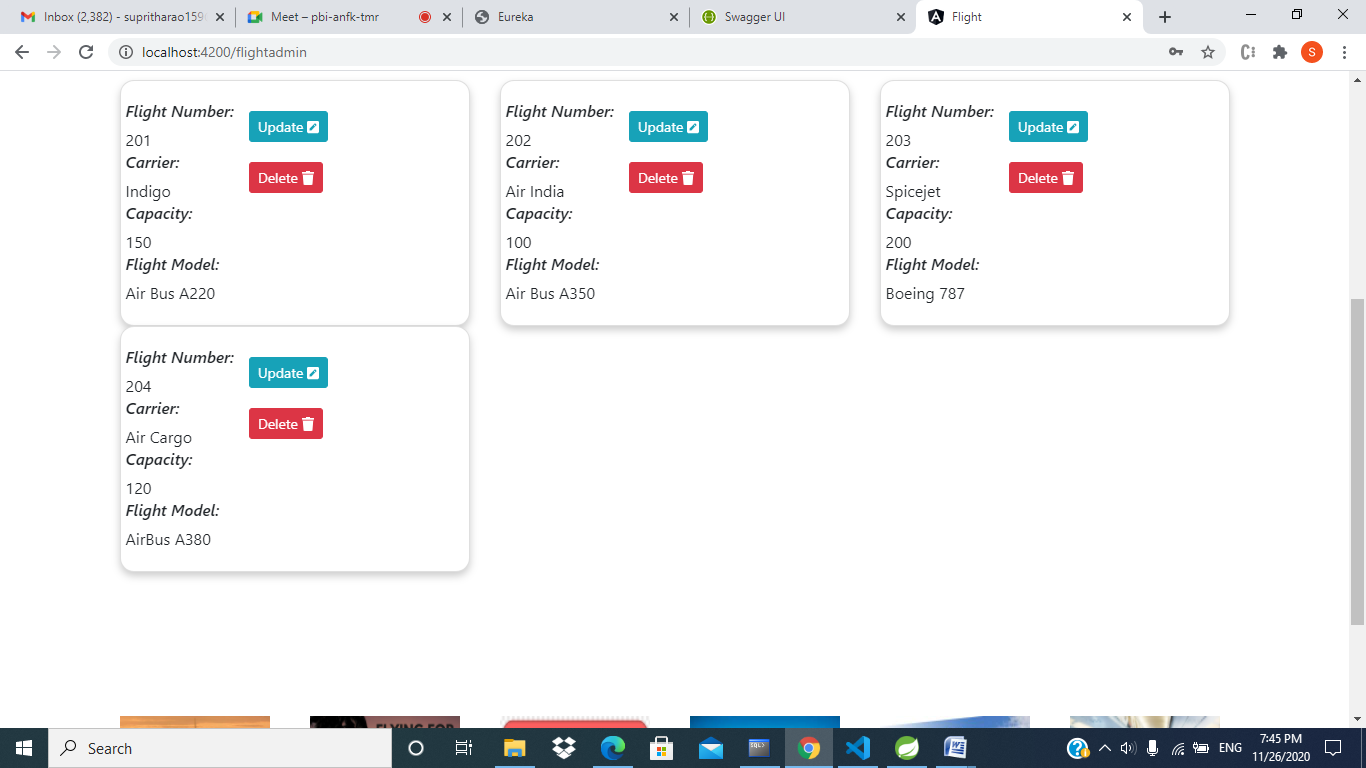 Inbox (2,382) - supritharao159
Meet – pbi-anfk-tmr
Eureka
Swagger UI
Flight
localhost:4200/flightadmin
S
Flight Number:
201
Carrier:
Indigo
Capacity:
150
Flight Model:
Air Bus A220
Update
Delete
Flight Number:
202
Carrier:
Air India
Capacity:
100
Flight Model:
Air Bus A350
Update
Delete
Flight Number:
203
Carrier:
Spicejet
Capacity:
200
Flight Model:
Boeing 787
Update
Delete
Flight Number:
204
Carrier:
Air Cargo
Capacity:
120
Flight Model:
AirBus A380
Update
Delete
FLYING FOR
Search
SQL>
ENG
7:45 PM
11/26/2020